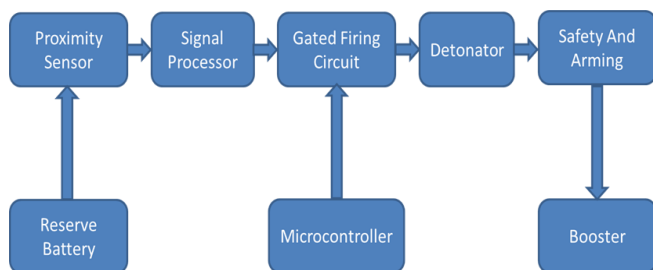 Proximity
Sensor
Signal
Processor
Gated Firing
Circuit
Detonator
Safety And
Arming
Reserve
Battery
Microcontroller
Booster